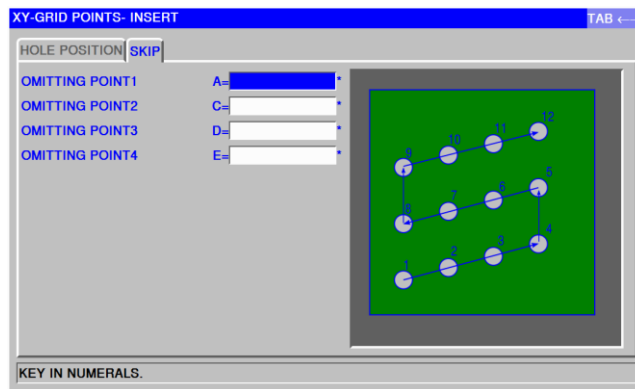 XY-GRID POINTS- INSERT TAB ←
HOLE POSITION SKIP
OMITTING POINT1 A= *
OMITTING POINT2 C= *
OMITTING POINT3 D= *
OMITTING POINT4 E= *
12
11
10
9
5
6
7
8
4
3
2
1
KEY IN NUMERALS.